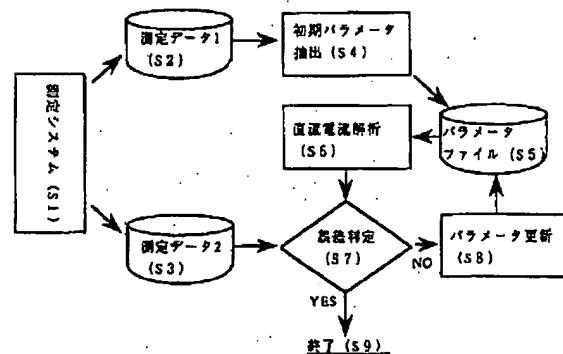 測定システム(S1)
測定データ1
(S2)
初期パラメータ
抽出(S4)
パラメータ
ファイル(S5)
直流電流解析
(S6)
測定データ2
(S3)
誤差判定
(S7)
NO
パラメータ更新
(S8)
YES
終了(S9)